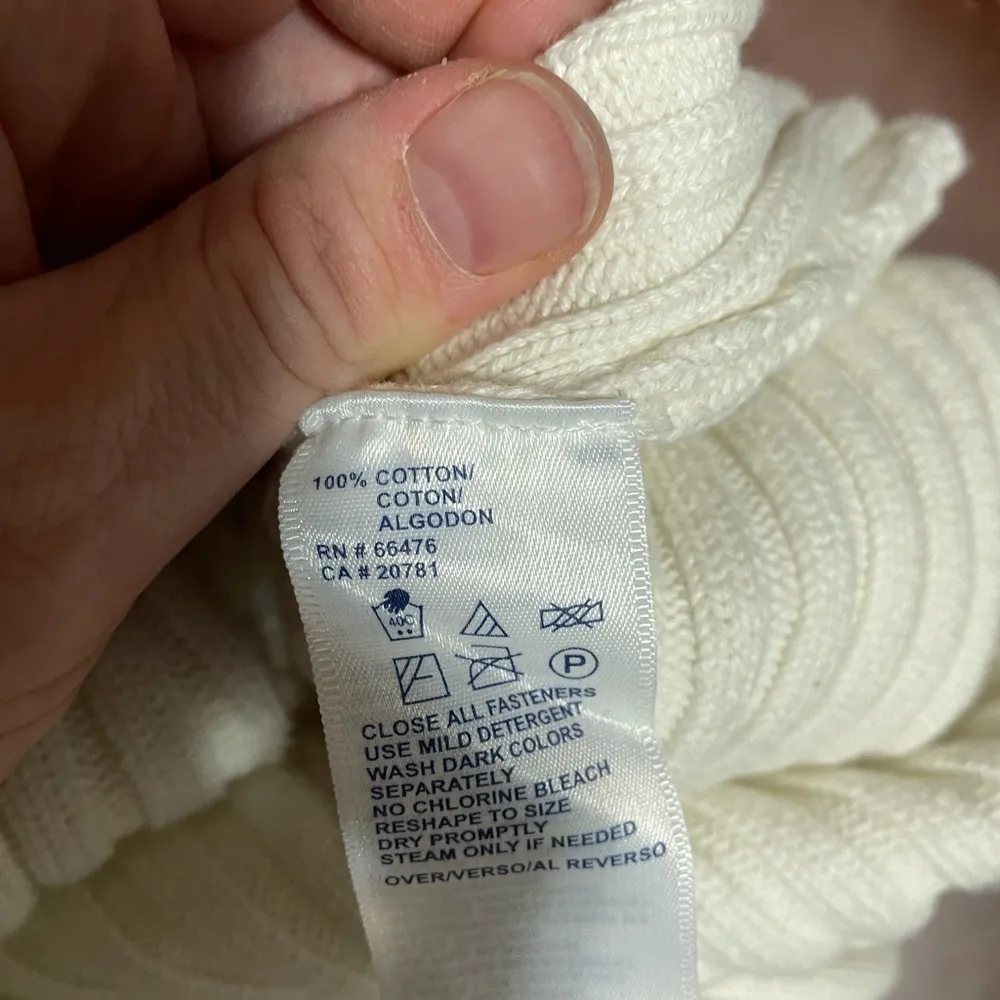 100% COTTON/
COTON/
ALGODON
RN # 66476
CA # 20781
40C
P
CLOSE ALL FASTENERS
USE MILD DETERGENT
WASH DARK COLORS
SEPARATELY
NO CHLORINE BLEACH
RESHAPE TO SIZE
DRY PROMPTLY
STEAM ONLY IF NEEDED
OVER/VERSO/AL REVERSO